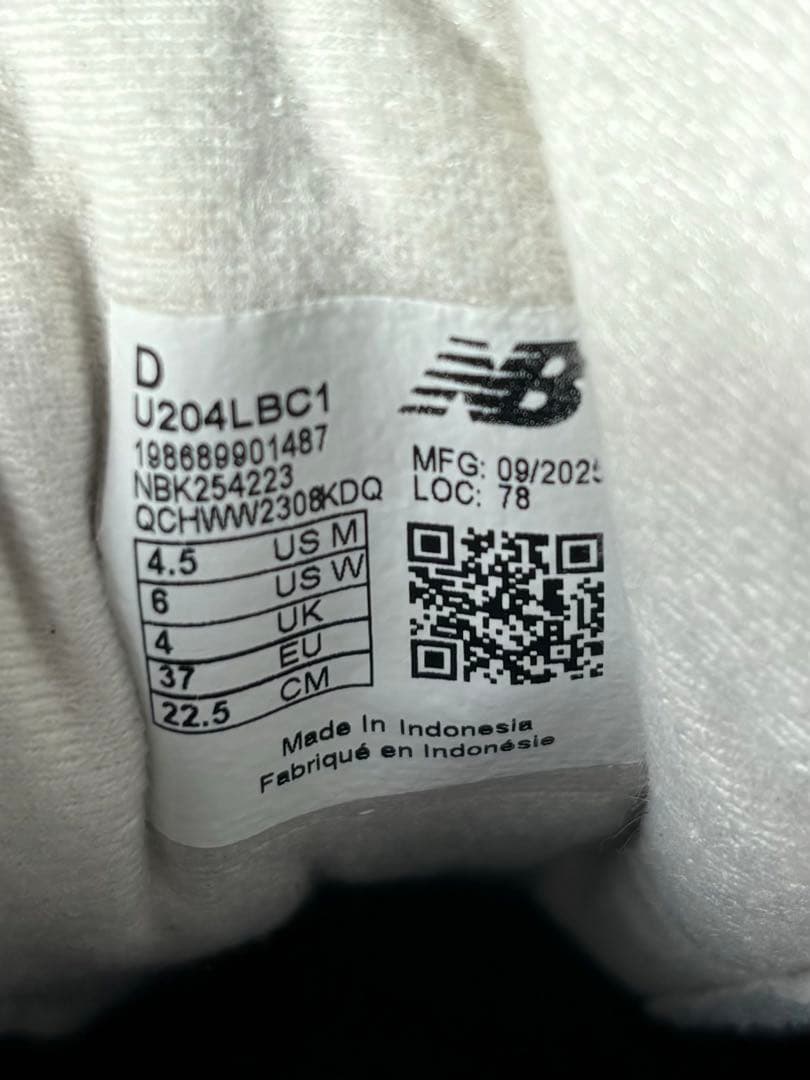 D
U204LBC1
198689901487
NBK254223
QCHWW2308KDQ
4.5 US M
6 US W
4 UK
37 EU
22.5 CM
NB
MFG: 09/2025
LOC: 78
Made In Indonesia
Fabriqué en Indonésie